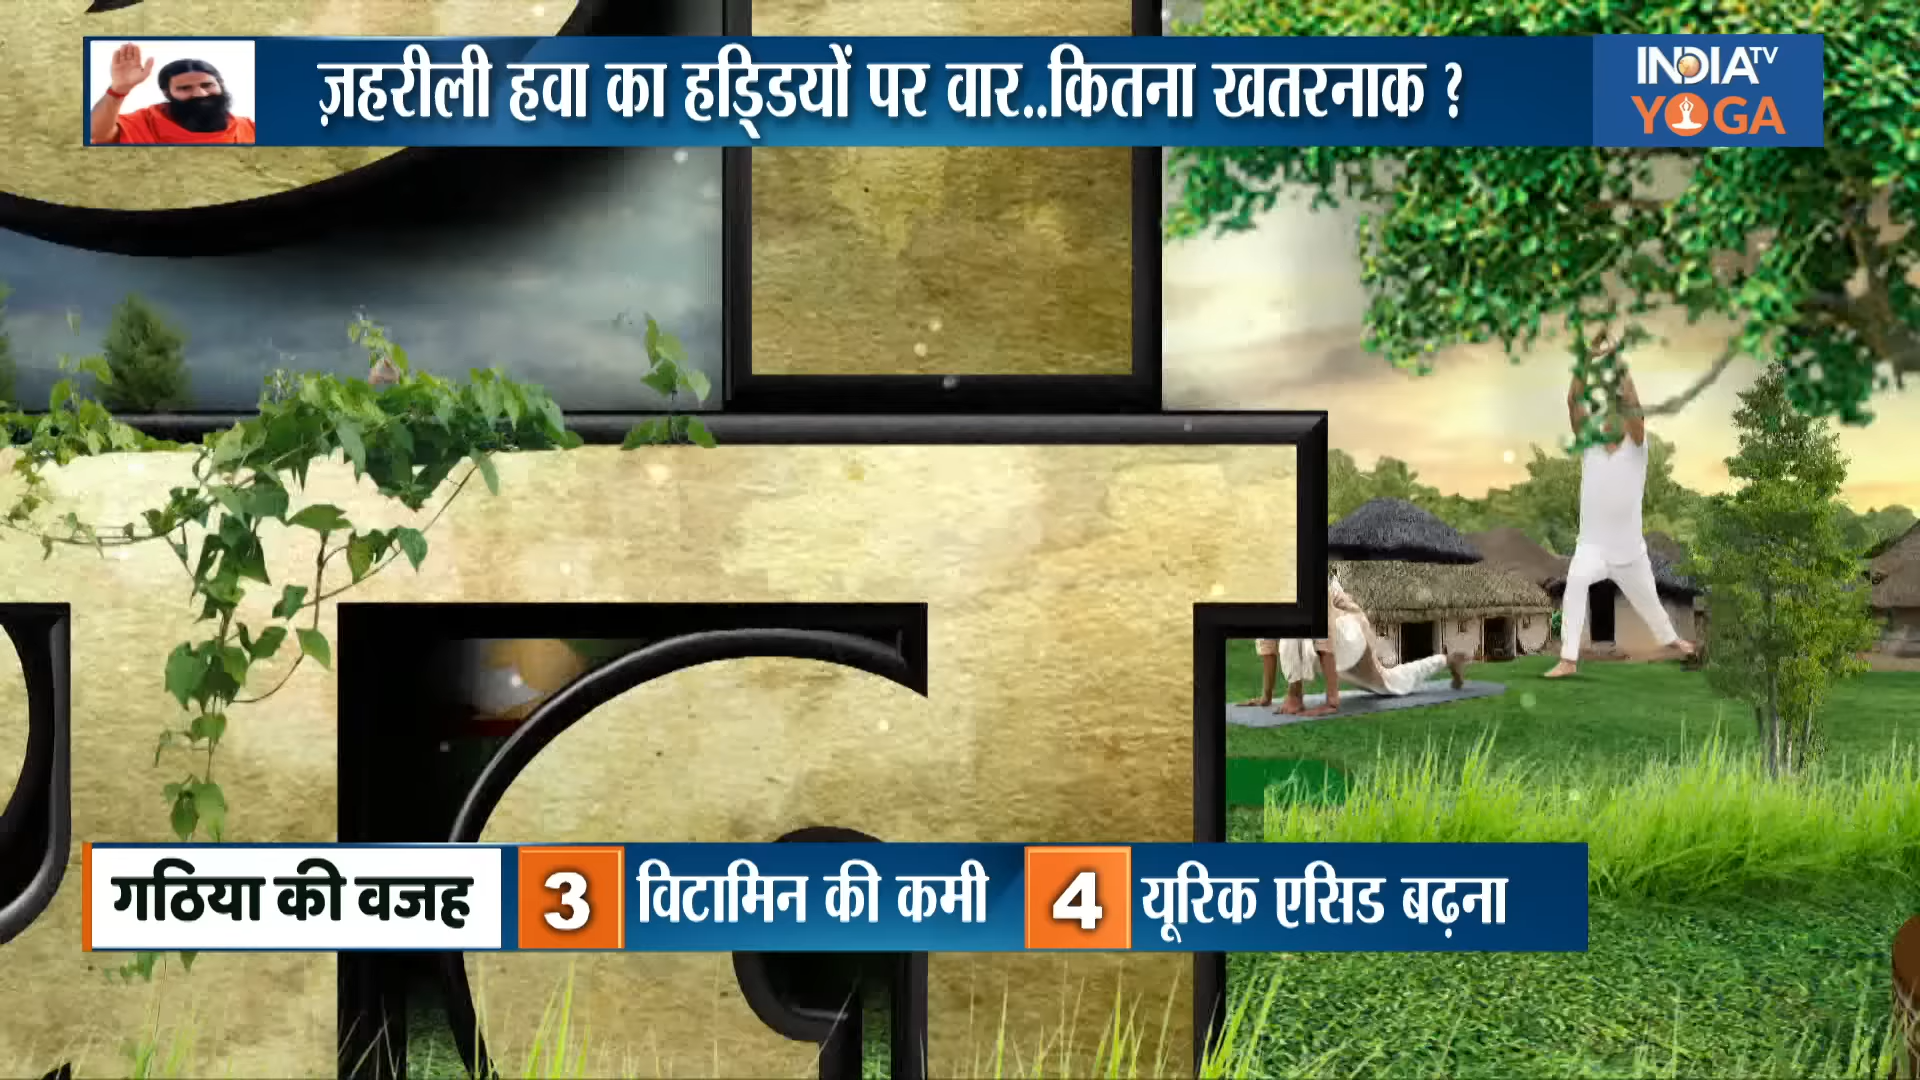 ज़हरीली हवा का हड्डियों पर वार..कितना खतरनाक ?
INDIA TV
YOGA
गठिया की वजह
3 विटामिन की कमी
4 यूरिक एसिड बढ़ना